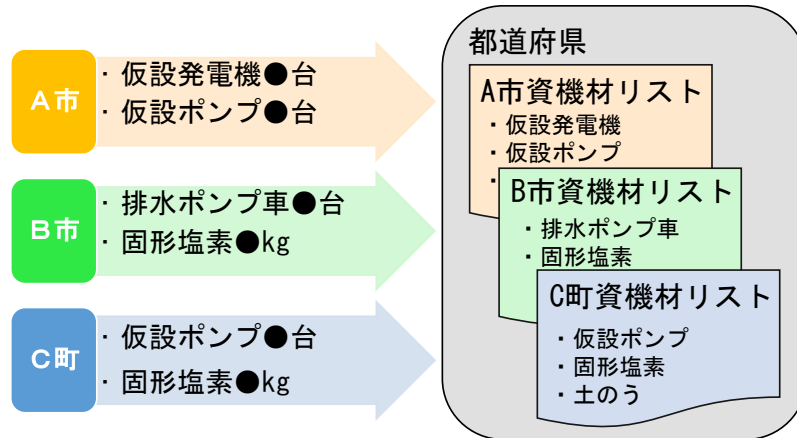 A市
・仮設発電機●台
・仮設ポンプ●台
B市
・排水ポンプ車●台
・固形塩素●kg
C町
・仮設ポンプ●台
・固形塩素●kg
都道府県
A市資機材リスト
・仮設発電機
・仮設ポンプ
・
B市資機材リスト
・排水ポンプ車
・固形塩素
C町資機材リスト
・仮設ポンプ
・固形塩素
・土のう